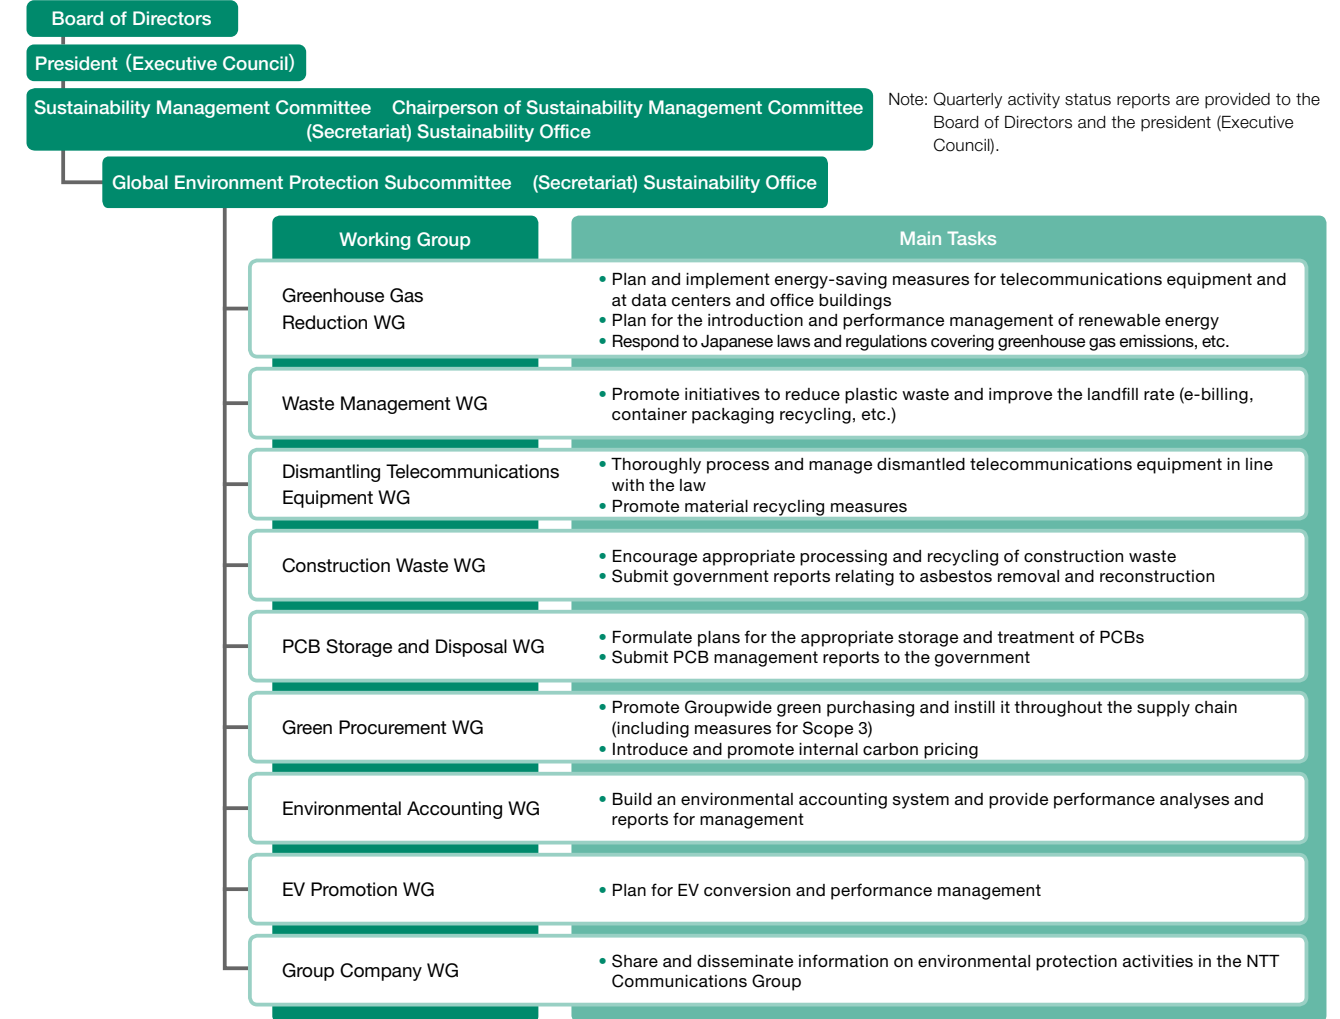 Board of Directors
President (Executive Council)
Sustainability Management Committee Chairperson of Sustainability Management Committee
(Secretariat) Sustainability Office
Note: Quarterly activity status reports are provided to the
Board of Directors and the president (Executive
Council).
Global Environment Protection Subcommittee (Secretariat) Sustainability Office
Working Group
Main Tasks
Greenhouse Gas
Reduction WG
• Plan and implement energy-saving measures for telecommunications equipment and
at data centers and office buildings
• Plan for the introduction and performance management of renewable energy
• Respond to Japanese laws and regulations covering greenhouse gas emissions, etc.
Waste Management WG
• Promote initiatives to reduce plastic waste and improve the landfill rate (e-billing,
container packaging recycling, etc.)
Dismantling Telecommunications
Equipment WG
• Thoroughly process and manage dismantled telecommunications equipment in line
with the law
• Promote material recycling measures
Construction Waste WG
• Encourage appropriate processing and recycling of construction waste
• Submit government reports relating to asbestos removal and reconstruction
PCB Storage and Disposal WG
• Formulate plans for the appropriate storage and treatment of PCBs
• Submit PCB management reports to the government
Green Procurement WG
• Promote Groupwide green purchasing and instill it throughout the supply chain
(including measures for Scope 3)
• Introduce and promote internal carbon pricing
Environmental Accounting WG
• Build an environmental accounting system and provide performance analyses and
reports for management
EV Promotion WG
• Plan for EV conversion and performance management
Group Company WG
• Share and disseminate information on environmental protection activities in the NTT
Communications Group